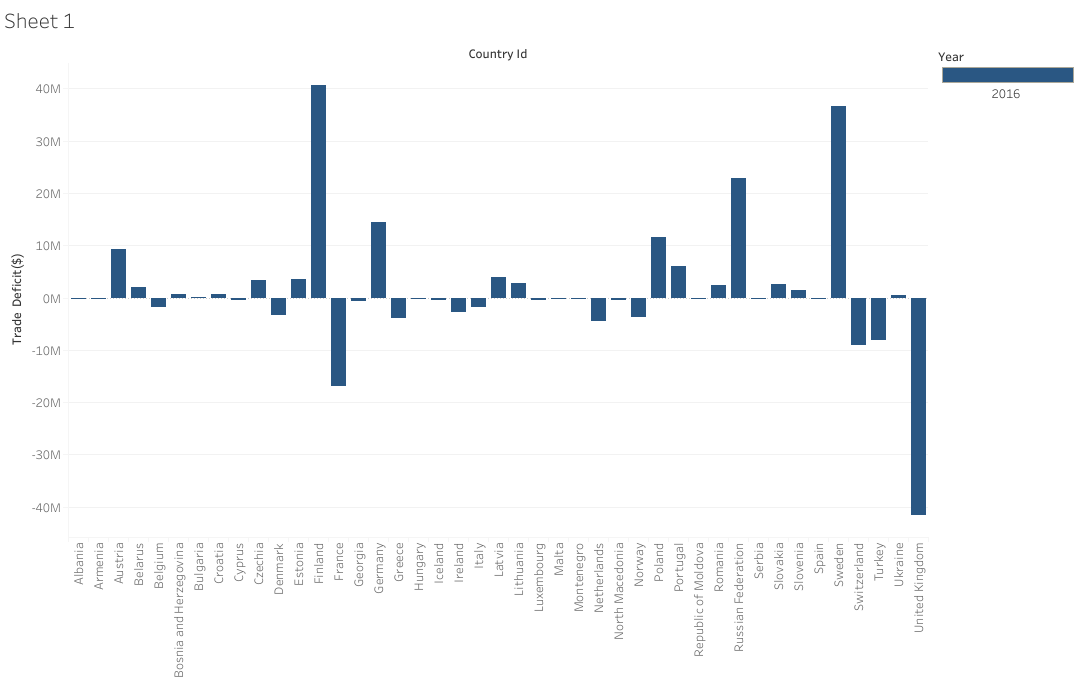 Sheet 1
Country Id
Year
2016
Trade Deficit($)
40M
30M
20M
10M
0M
-10M
-20M
-30M
-40M
Albania
Armenia
Austria
Belarus
Belgium
Bosnia and Herzegovina
Bulgaria
Croatia
Cyprus
Czechia
Denmark
Estonia
Finland
France
Georgia
Germany
Greece
Hungary
Iceland
Ireland
Italy
Latvia
Lithuania
Luxembourg
Malta
Montenegro
Netherlands
North Macedonia
Norway
Poland
Portugal
Republic of Moldova
Romania
Russian Federation
Serbia
Slovakia
Slovenia
Spain
Sweden
Switzerland
Turkey
Ukraine
United Kingdom